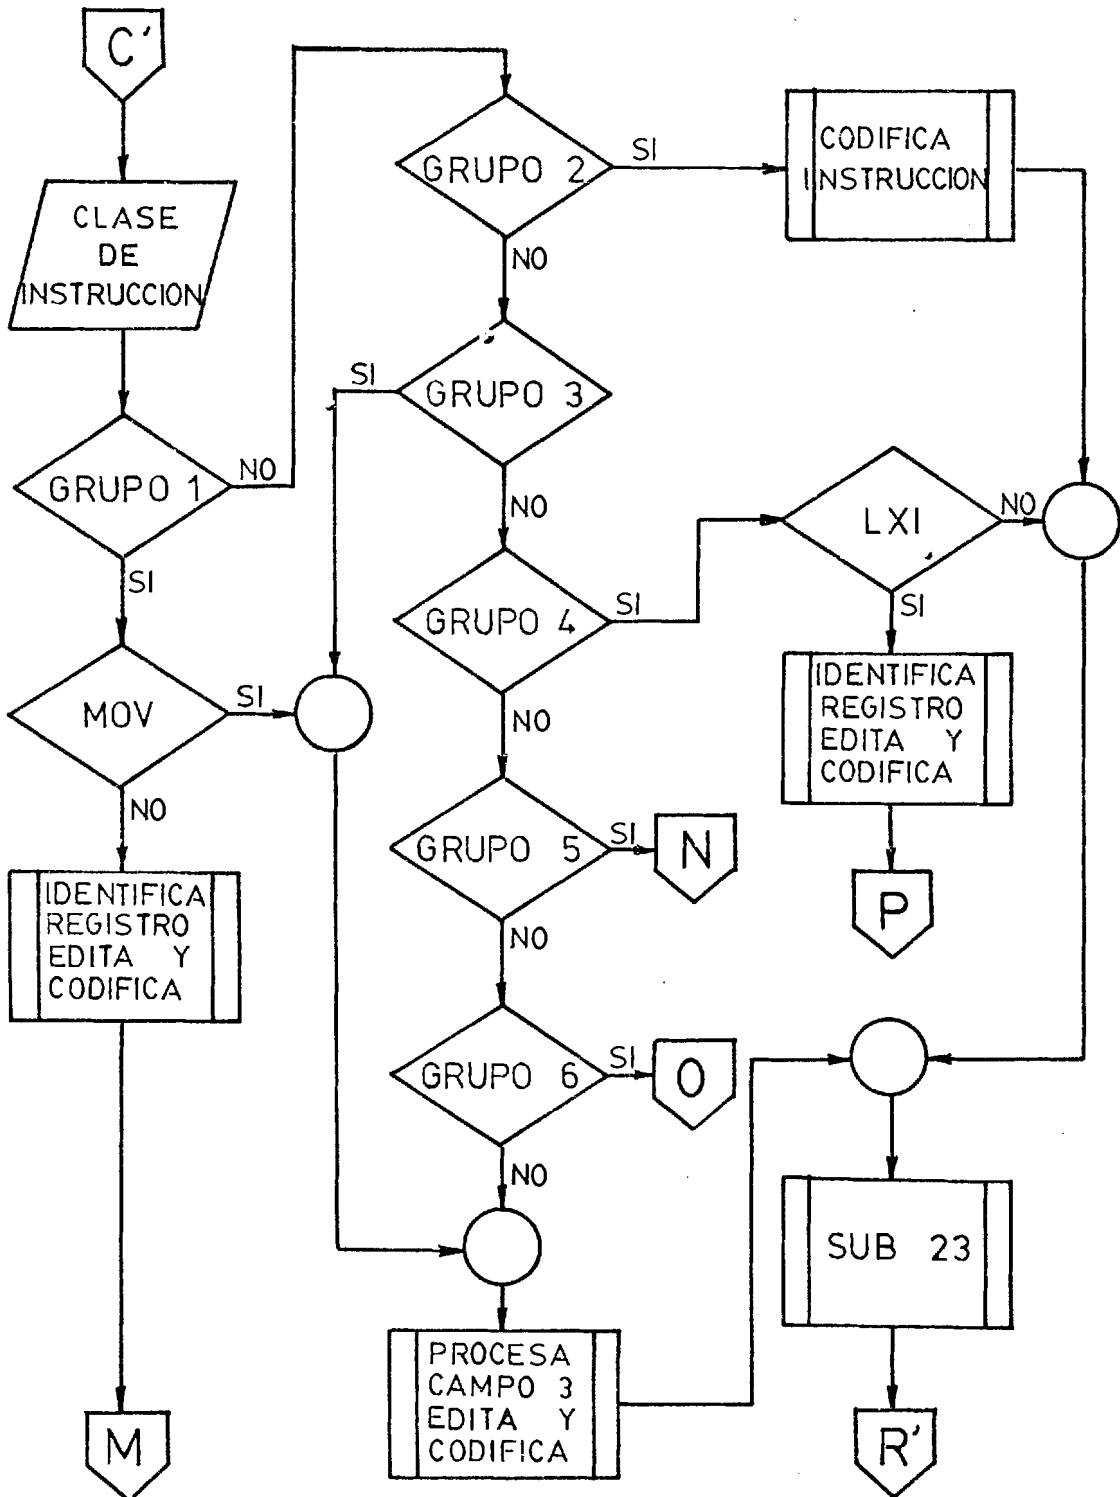 C'
CLASE
DE
INSTRUCCION
GRUPO 1
NO
SI
MOV
SI
NO
IDENTIFICA
REGISTRO
EDITA Y
CODIFICA
M
GRUPO 2
SI
NO
CODIFICA
INSTRUCCION
GRUPO 3
SI
NO
GRUPO 4
SI
NO
LXI
NO
SI
IDENTIFICA
REGISTRO
EDITA Y
CODIFICA
P
GRUPO 5
SI
N
NO
GRUPO 6
SI
O
NO
PROCESA
CAMPO 3
EDITA Y
CODIFICA
SUB 23
R'